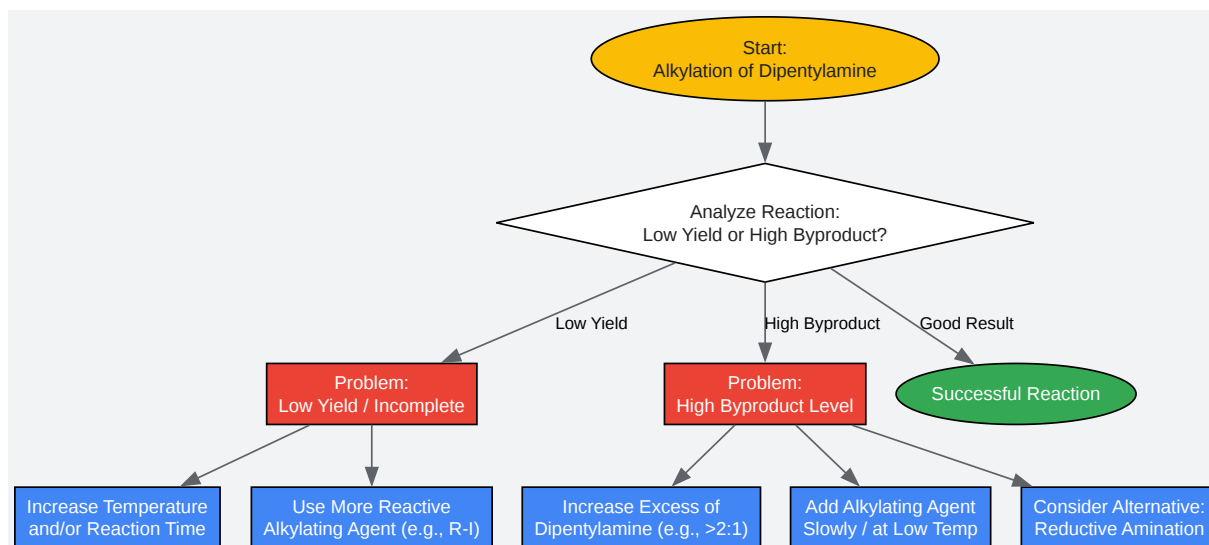 Start:
Alkylation of Dipentylamine
Analyze Reaction:
Low Yield or High Byproduct?
Low Yield
High Byproduct
Good Result
Problem:
Low Yield / Incomplete
Problem:
High Byproduct Level
Successful Reaction
Increase Temperature
and/or Reaction Time
Use More Reactive
Alkylating Agent (e.g., R-I)
Increase Excess of
Dipentylamine (e.g., >2:1)
Add Alkylating Agent
Slowly / at Low Temp
Consider Alternative:
Reductive Amination